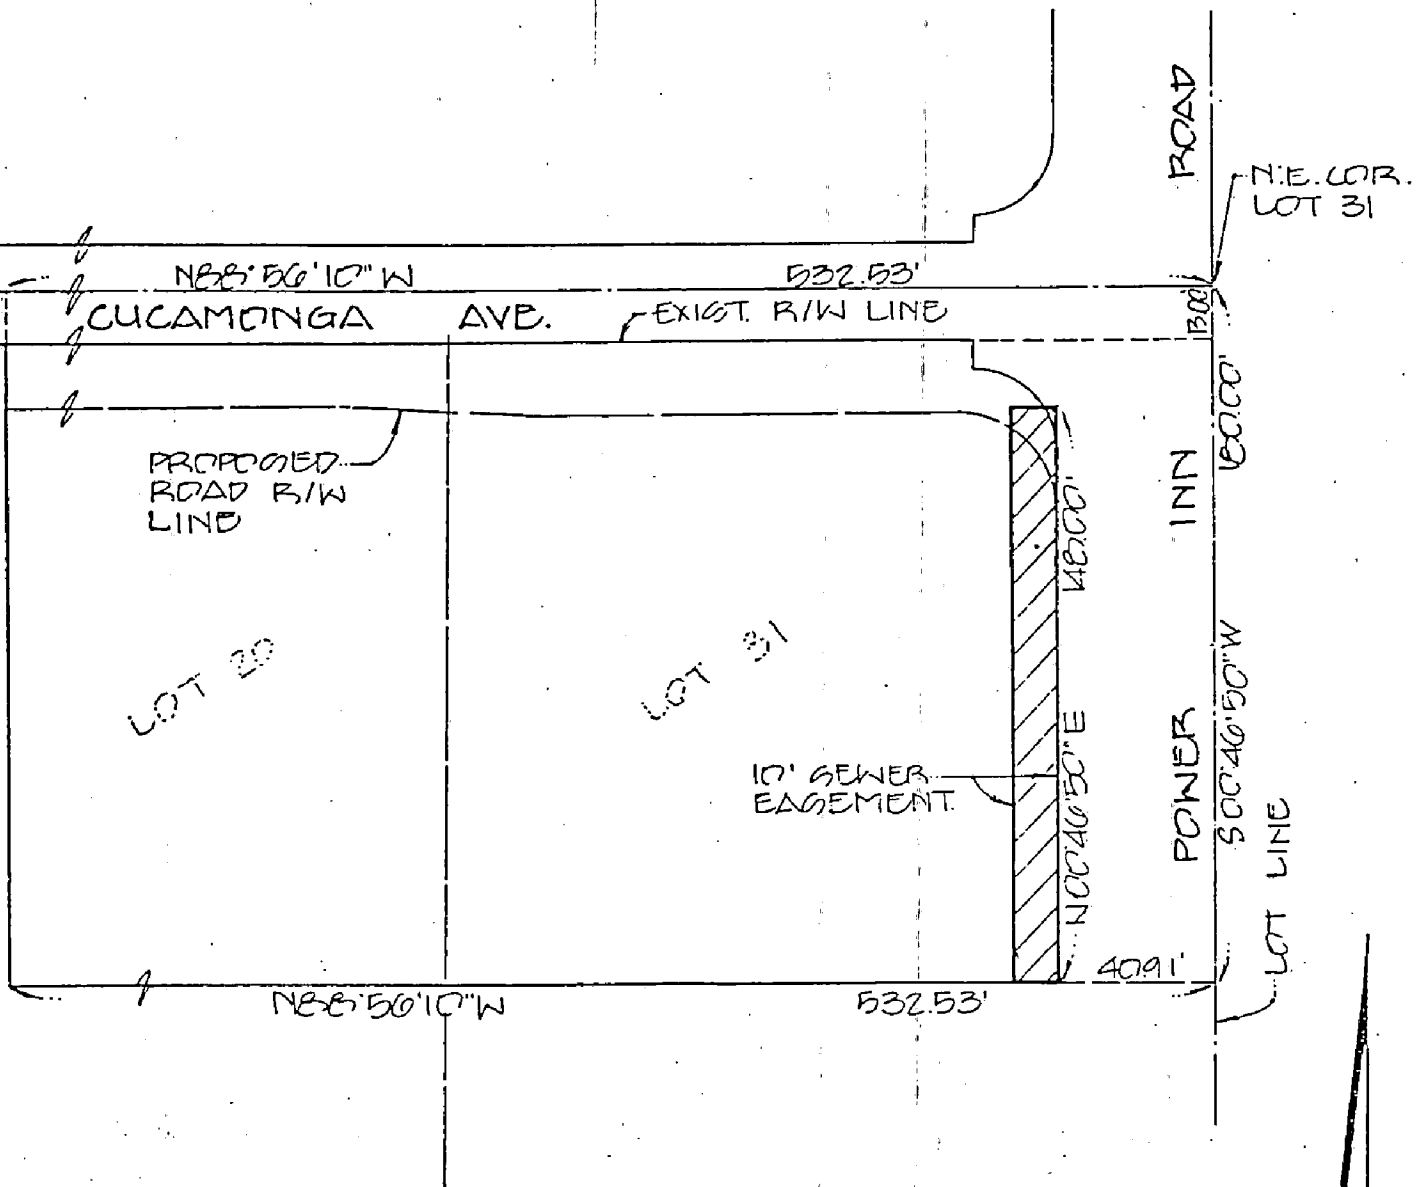 ROAD
N.E. COR.
LOT 31
N88°56'10"W
532.53'
CUCAMONGA AVE.
EXIST. R/W LINE
13.00'
180.00'
PROPOSED
ROAD R/W
LINE
INN
148.00'
LOT 20
LOT 31
10' SEWER
EASEMENT
N00°46'50"E
POWER
S00°46'50"W
LOT LINE
40.91'
N88°56'10"W
532.53'